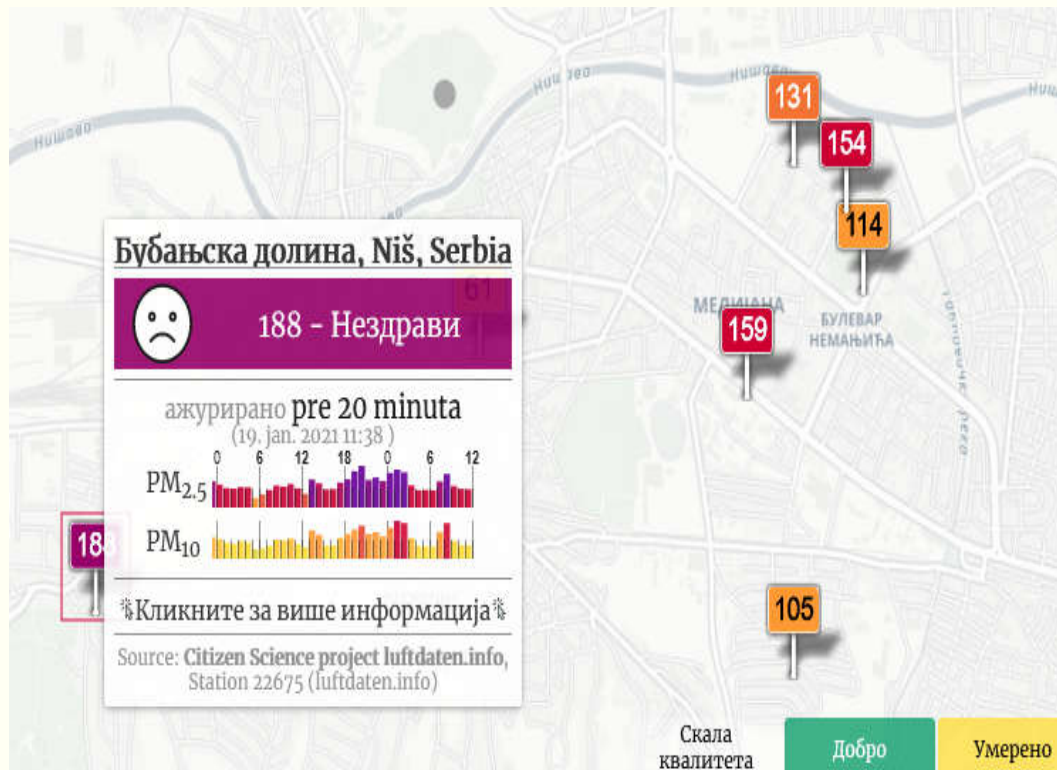 Нишава
Нишава
Нишава
131
154
114
МЕДИЈАНА
159
БУЛЕВАР
НЕМАЊИЋА
Бубањска долина, Niš, Serbia
61
188 - Нездрави
ажурирано pre 20 minuta
(19. jan. 2021 11:38 )
0 6 12 18 0 6 12
PM2.5
PM10
188
Кликните за више информација
Source: Citizen Science project luftdaten.info,
Station 22675 (luftdaten.info)
105
Скала
квалитета
Добро
Умерено